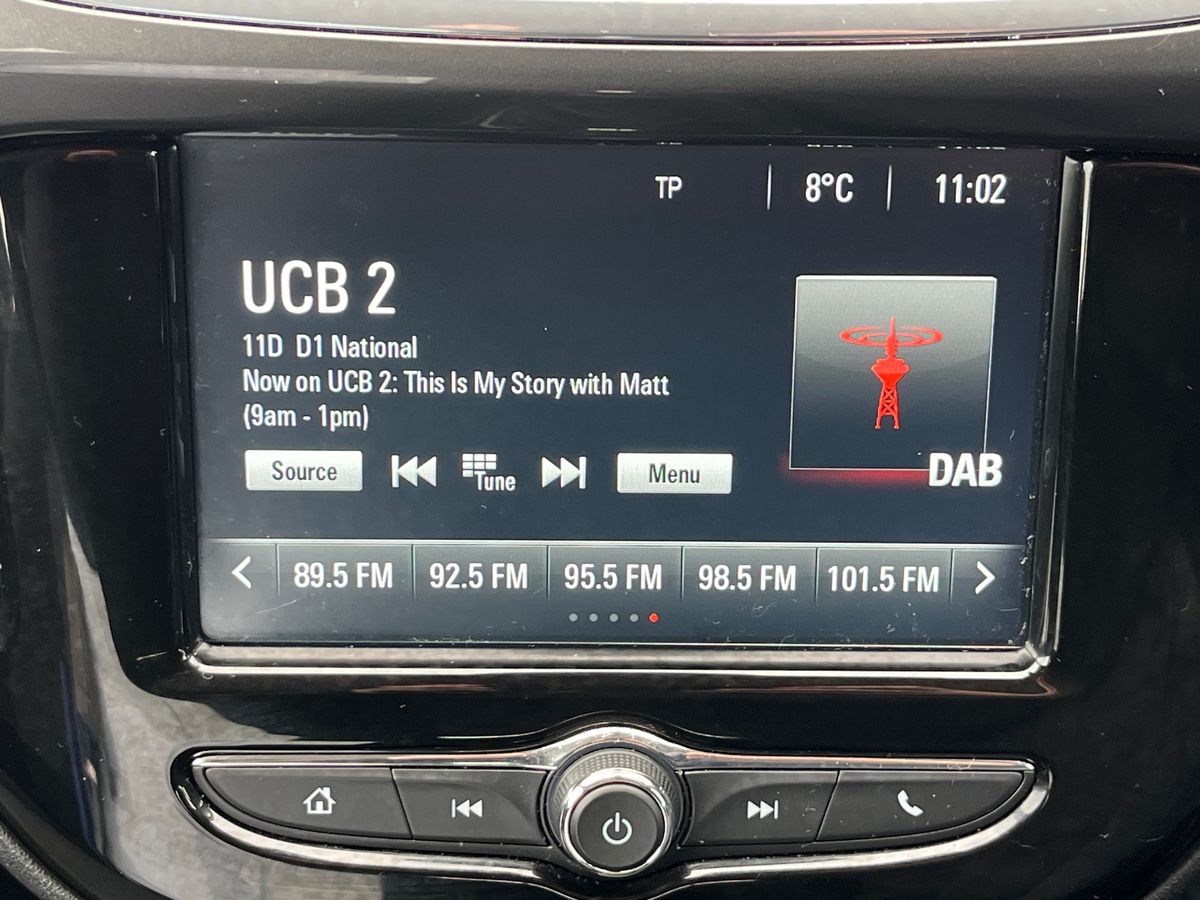 TP 8°C 11:02
UCB 2
11D D1 National
Now on UCB 2: This Is My Story with Matt
(9am - 1pm)
Source Tune Menu
DAB
89.5 FM 92.5 FM 95.5 FM 98.5 FM 101.5 FM